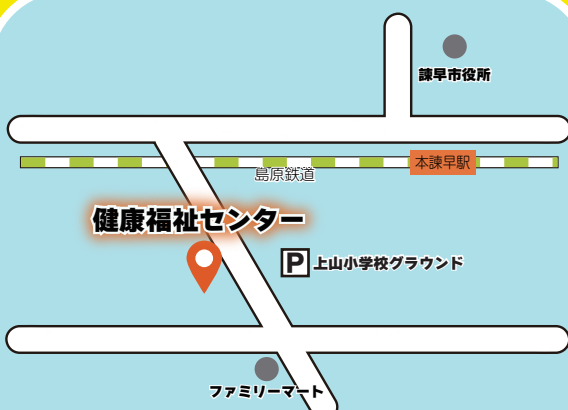 諫早市役所
本諫早駅
島原鉄道
健康福祉センター
P 上山小学校グラウンド
ファミリーマート